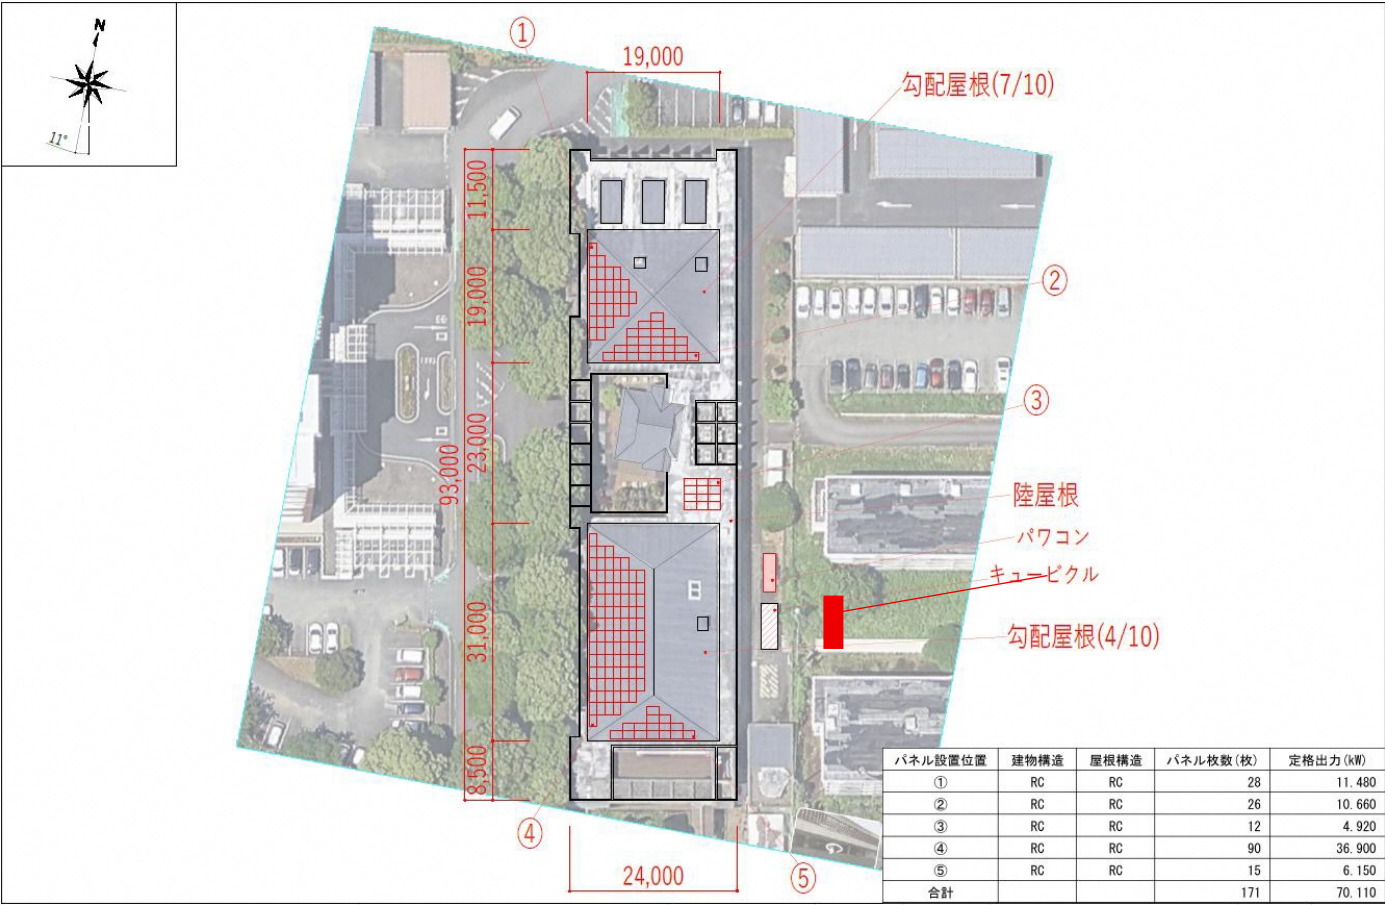 N
11°
①
19,000
勾配屋根(7/10)
11,500
19,000
②
23,000
93,000
③
陸屋根
パワコン
キュービクル
勾配屋根(4/10)
31,000
8,500
④
24,000
⑤
パネル設置位置 建物構造 屋根構造 パネル枚数(枚) 定格出力(kW)
① RC RC 28 11.480
② RC RC 26 10.660
③ RC RC 12 4.920
④ RC RC 90 36.900
⑤ RC RC 15 6.150
合計 171 70.110